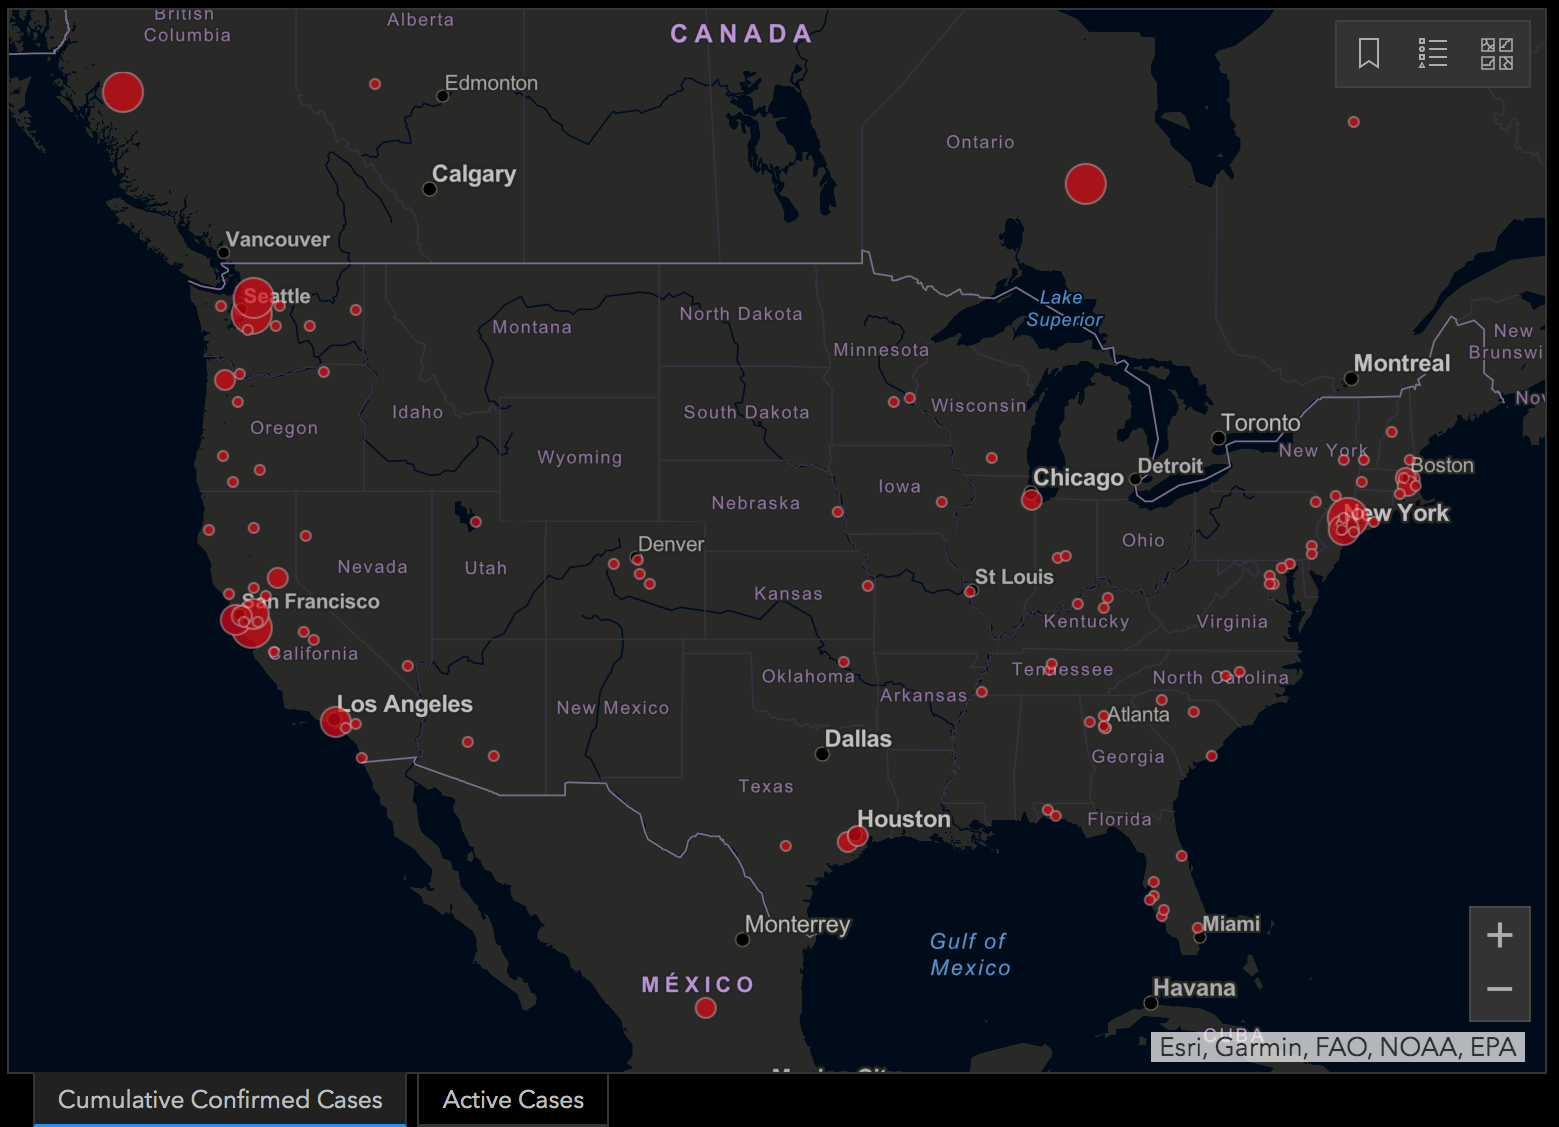 British
Columbia
Alberta
CANADA
Edmonton
Ontario
Calgary
Vancouver
Seattle
Lake
Superior
Montana
North Dakota
Minnesota
New
Montreal
Idaho
South Dakota
Wisconsin
Toronto
Oregon
New York
Wyoming
Chicago
Detroit
Boston
Nebraska
Iowa
New York
Denver
Ohio
Nevada
Utah
St Louis
Kansas
San Francisco
Kentucky
Virginia
California
Oklahoma
Tennessee
North Carolina
Arkansas
Los Angeles
New Mexico
Atlanta
Dallas
Georgia
Texas
Houston
Florida
Monterrey
Miami
Gulf of
Mexico
MÉXICO
Havana
CUBA
Esri, Garmin, FAO, NOAA, EPA
Cumulative Confirmed Cases
Active Cases